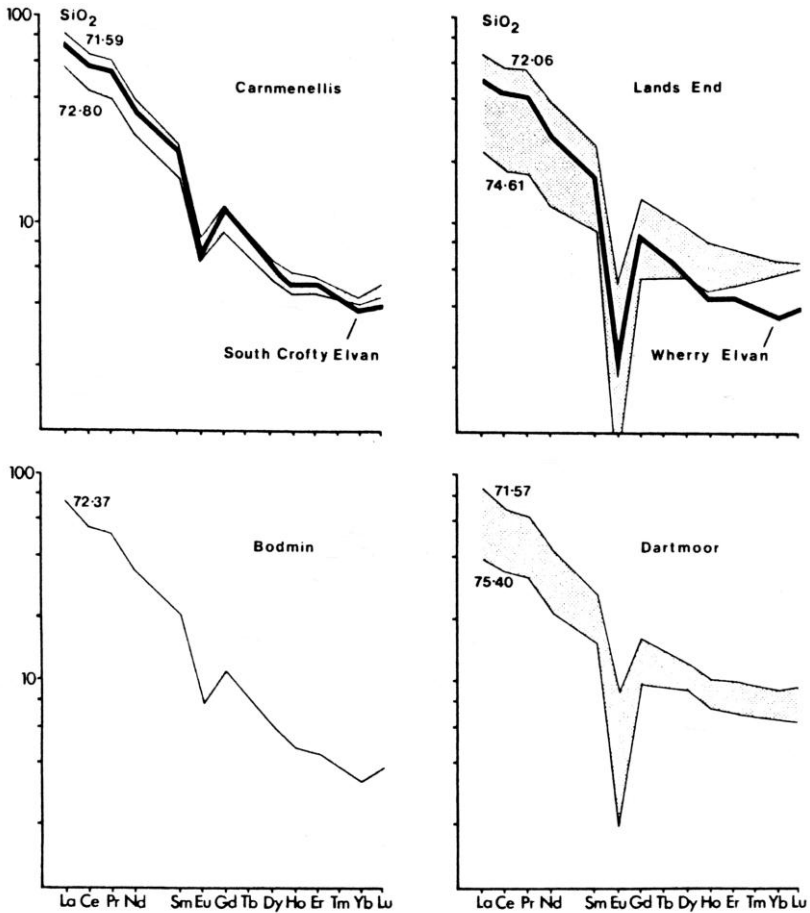 100
SiO2
71·59
72·80
Carnmenellis
10
South Crofty Elvan
SiO2
72·06
74·61
Lands End
Wherry Elvan
100
72·37
Bodmin
10
1
La Ce Pr Nd Sm Eu Gd Tb Dy Ho Er Tm Yb Lu
71·57
75·40
Dartmoor
La Ce Pr Nd Sm Eu Gd Tb Dy Ho Er Tm Yb Lu